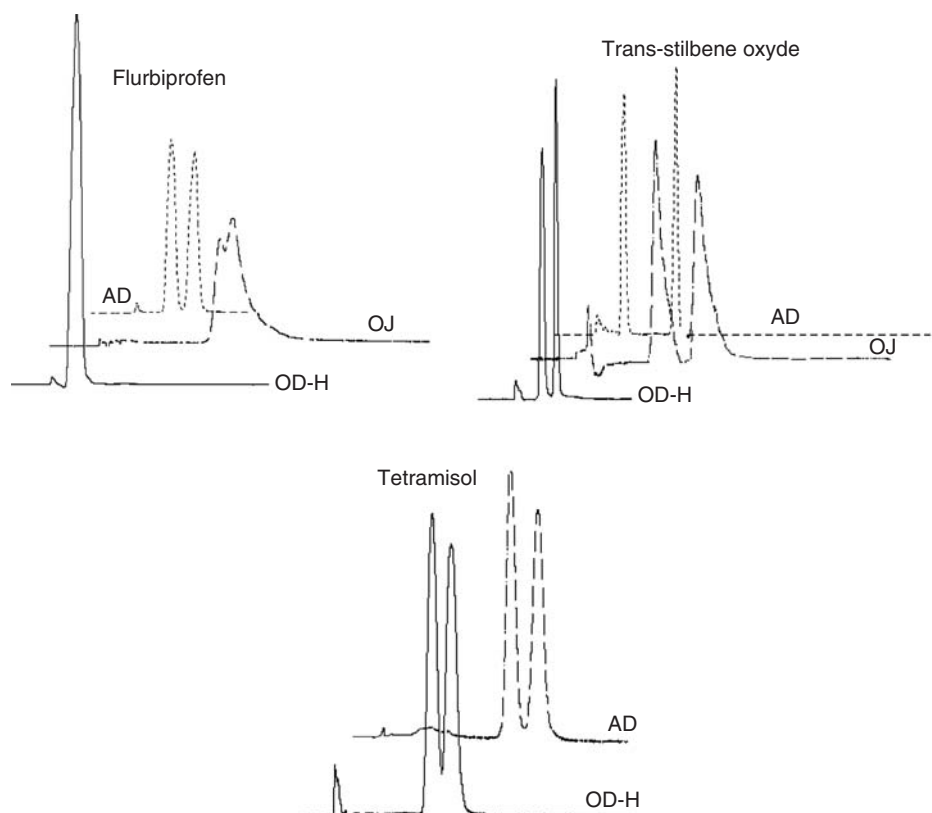 Flurbiprofen
AD
OJ
OD-H
Trans-stilbene oxyde
AD
OJ
OD-H
Tetramisol
AD
OD-H